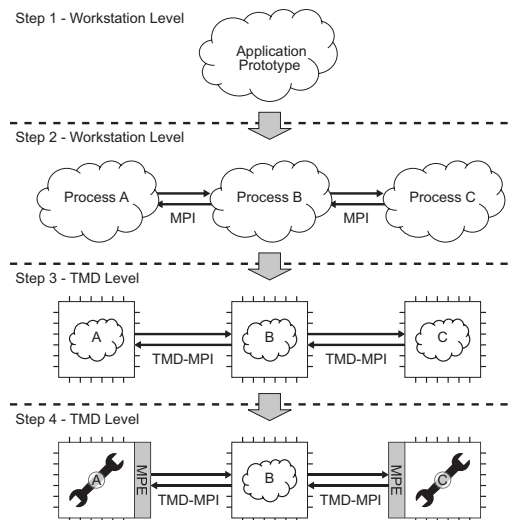 Step 1 - Workstation Level
Application
Prototype
Step 2 - Workstation Level
Process A
Process B
Process C
MPI
MPI
Step 3 - TMD Level
A
B
C
TMD-MPI
TMD-MPI
Step 4 - TMD Level
A
MPE
B
MPE
C
TMD-MPI
TMD-MPI